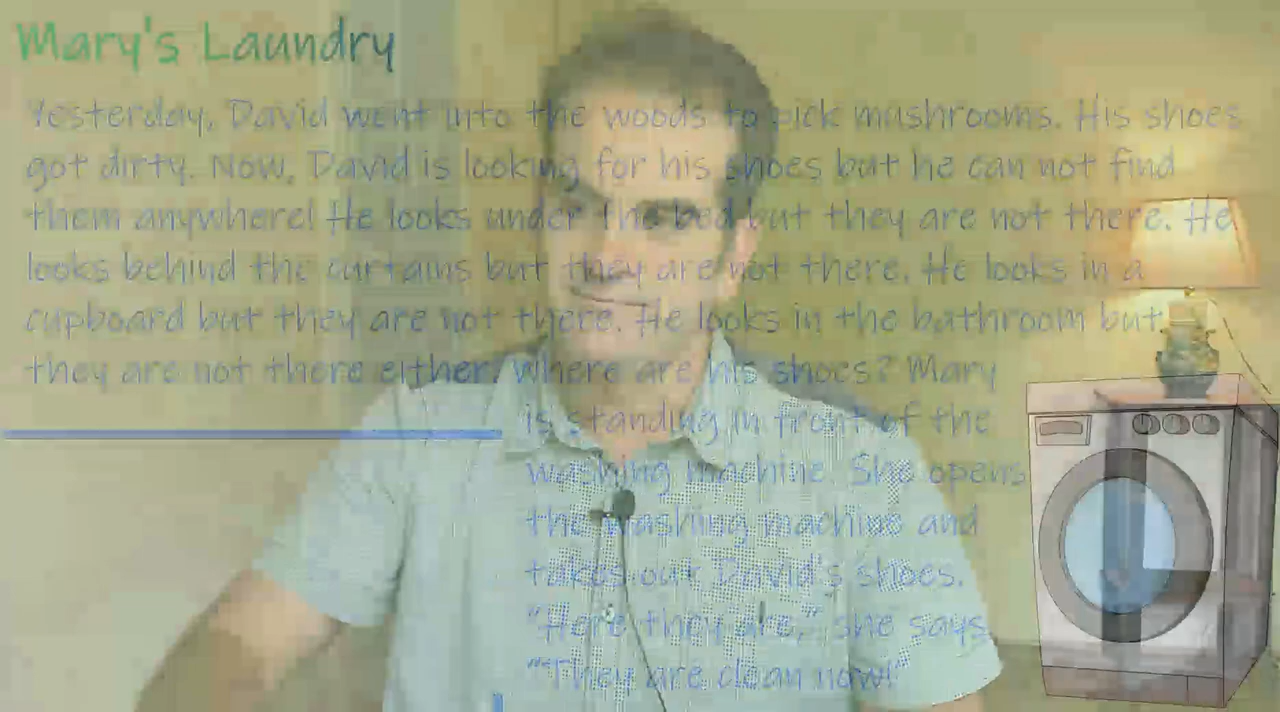 Mary's Laundry
Yesterday, David went into the woods to pick mushrooms. His shoes
got dirty. Now, David is looking for his shoes but he can not find
them anywhere! He looks under the bed but they are not there. He
looks behind the curtains but they are not there. He looks in a
cupboard but they are not there. He looks in the bathroom but
they are not there either. Where are his shoes? Mary
is standing in front of the
washing machine. She opens
the washing machine and
takes out David's shoes.
"Here they are," she says.
"They are clean now!"